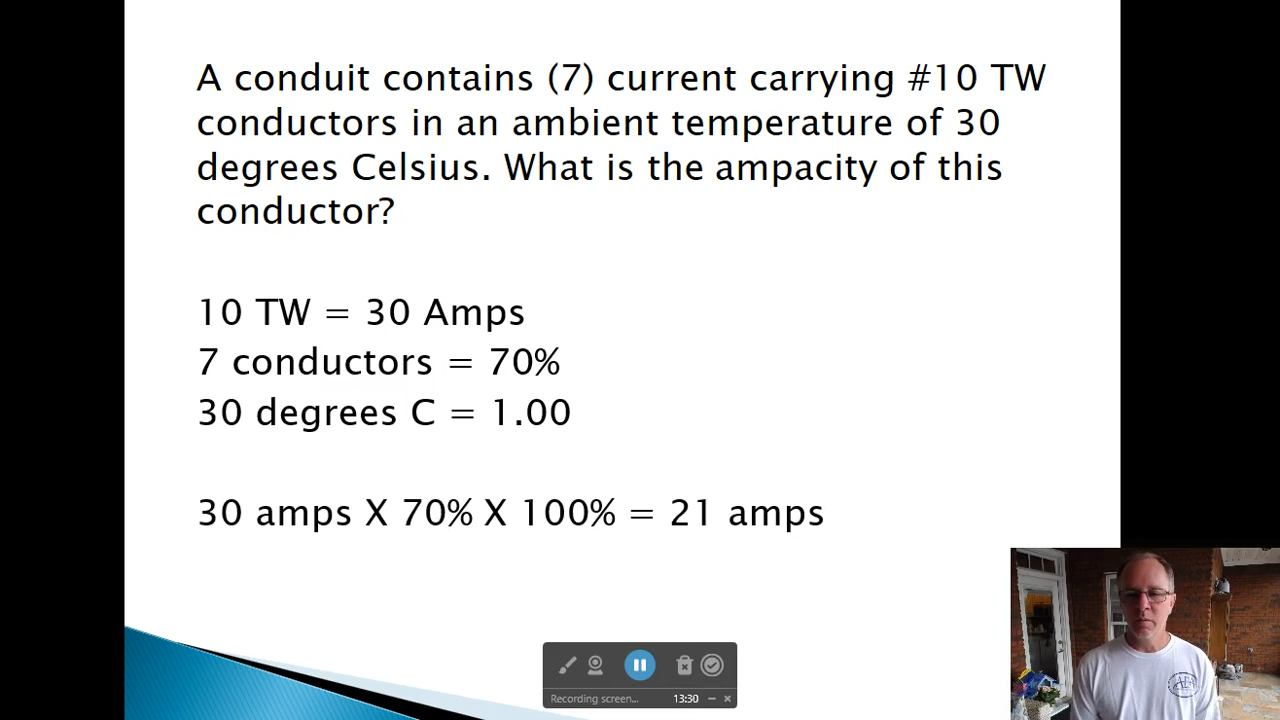 A conduit contains (7) current carrying #10 TW
conductors in an ambient temperature of 30
degrees Celsius. What is the ampacity of this
conductor?
10 TW = 30 Amps
7 conductors = 70%
30 degrees C = 1.00
30 amps X 70% X 100% = 21 amps
Recording screen... 13:30